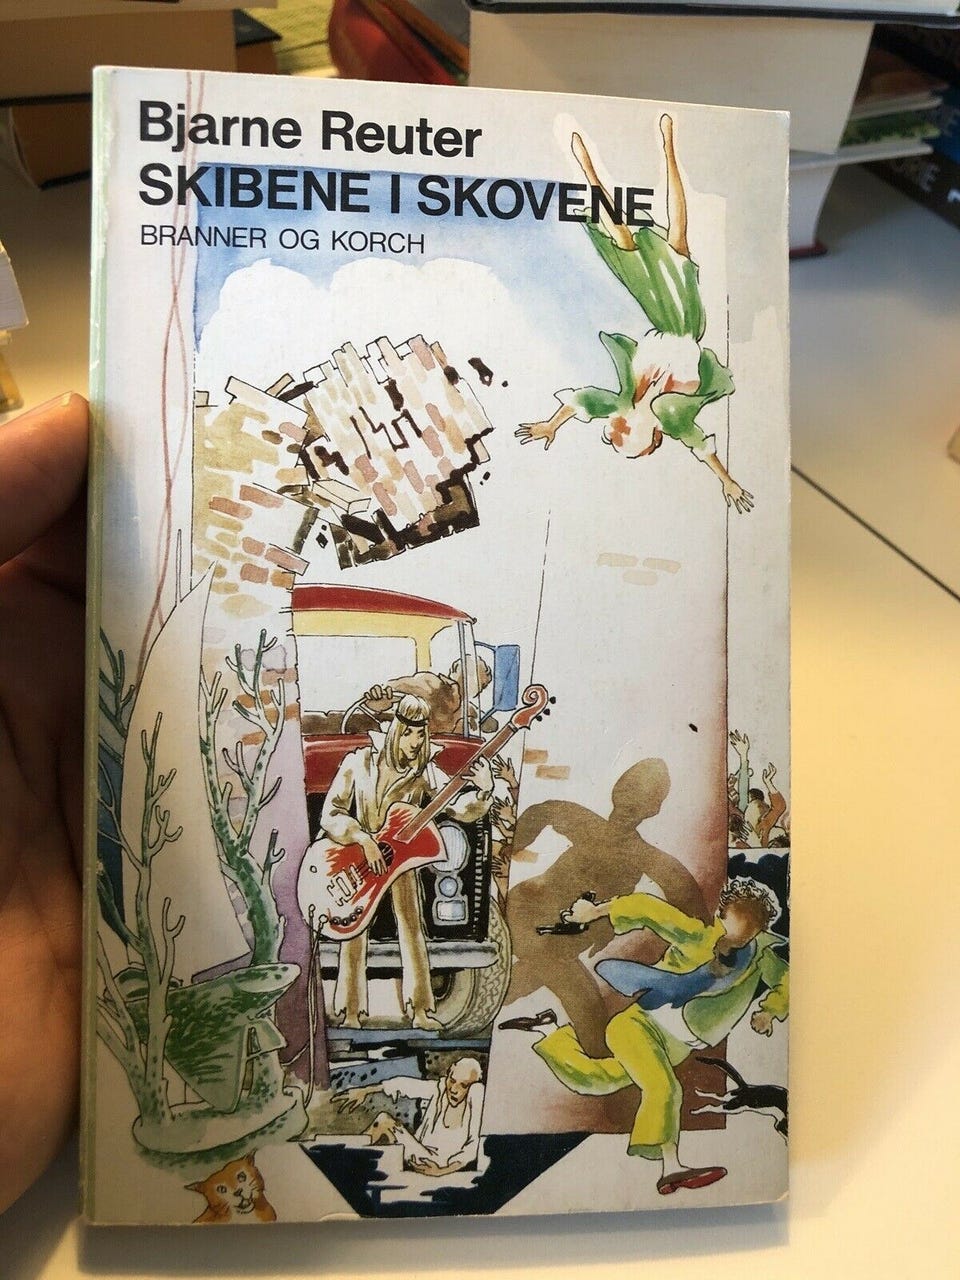 Bjarne Reuter
SKIBENE I SKOVENE
BRANNER OG KORCH